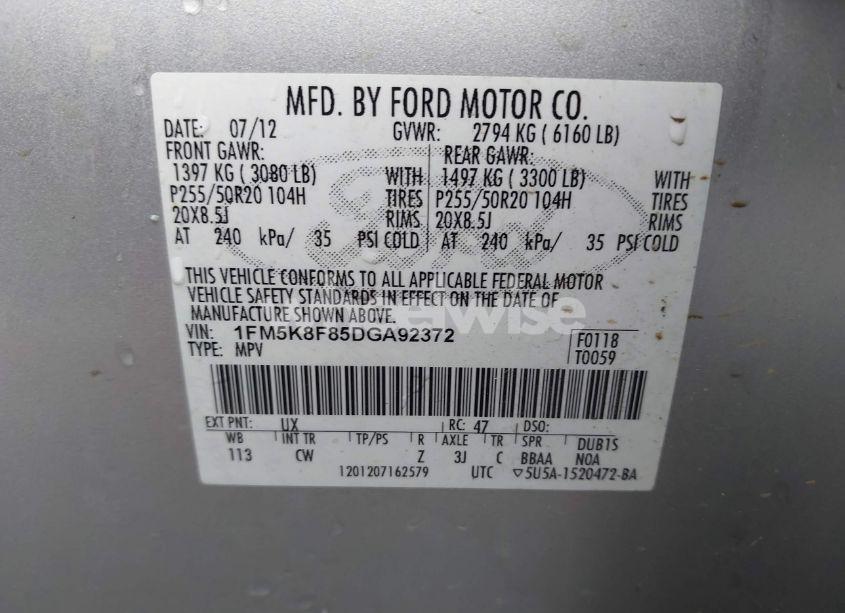 MFD. BY FORD MOTOR CO.
DATE: 07/12 GVWR: 2794 KG ( 6160 LB)
FRONT GAWR: REAR GAWR:
1397 KG ( 3080 LB) WITH 1497 KG ( 3300 LB) WITH
P255/50R20 104H TIRES P255/50R20 104H TIRES
20X8.5J RIMS 20X8.5J RIMS
AT 240 kPa/ 35 PSI COLD AT 240 kPa/ 35 PSI COLD
THIS VEHICLE CONFORMS TO ALL APPLICABLE FEDERAL MOTOR
VEHICLE SAFETY STANDARDS IN EFFECT ON THE DATE OF
MANUFACTURE SHOWN ABOVE.
VIN: 1FM5K8F85DGA92372 F0118
TYPE: MPV T0059
EXT PNT: UX RC: 47 DSO:
WB INT TR TP/PS R AXLE TR SPR DUB1S
113 CW Z 3J C BBAA NOA
1201207162579 UTC ▽5U5A-1520472-BA